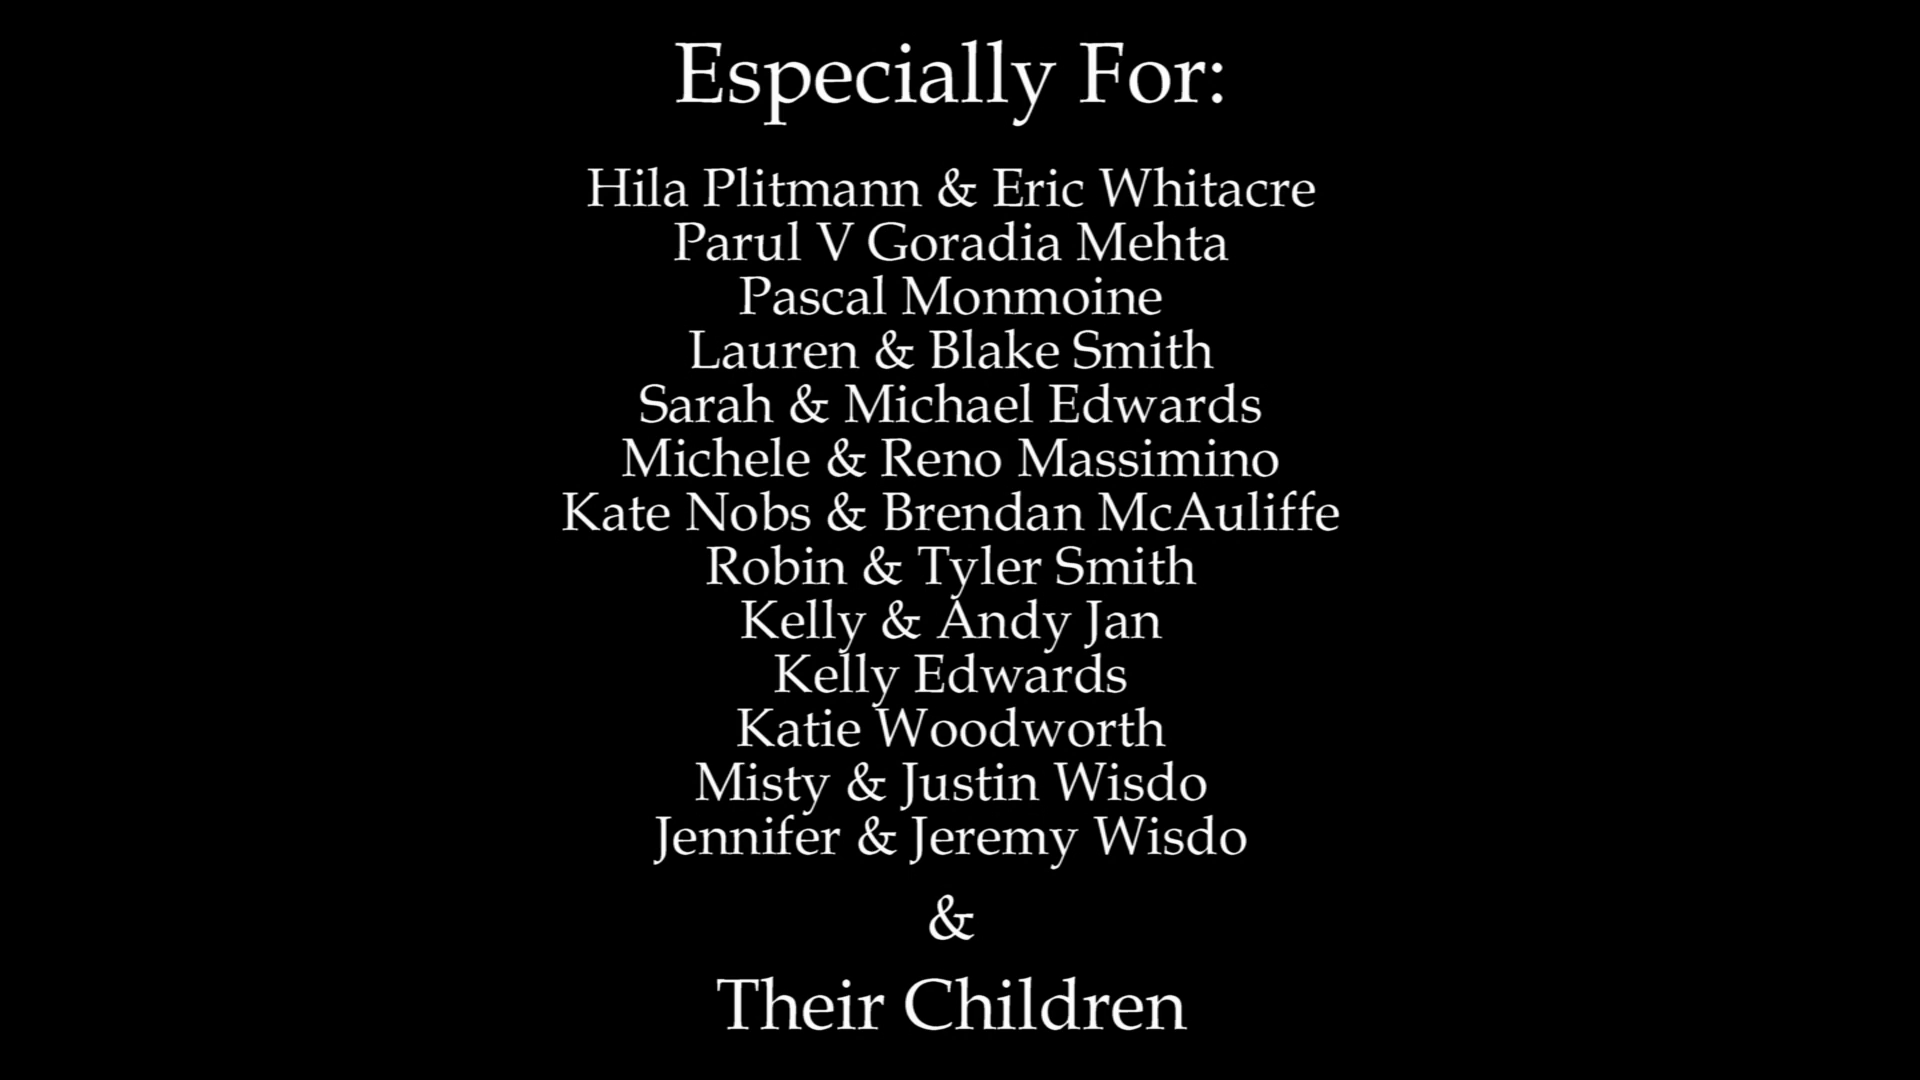 Especially For:
Hila Plitmann & Eric Whitacre
Parul V Goradia Mehta
Pascal Monmoine
Lauren & Blake Smith
Sarah & Michael Edwards
Michele & Reno Massimino
Kate Nobs & Brendan McAuliffe
Robin & Tyler Smith
Kelly & Andy Jan
Kelly Edwards
Katie Woodworth
Misty & Justin Wisdo
Jennifer & Jeremy Wisdo
&
Their Children